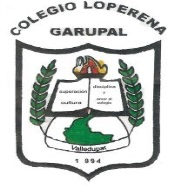 COLEGIO LOPERENA
GARUPAL
superación
cultura
disciplina
y
amor al
colegio
Valledupar
1 994